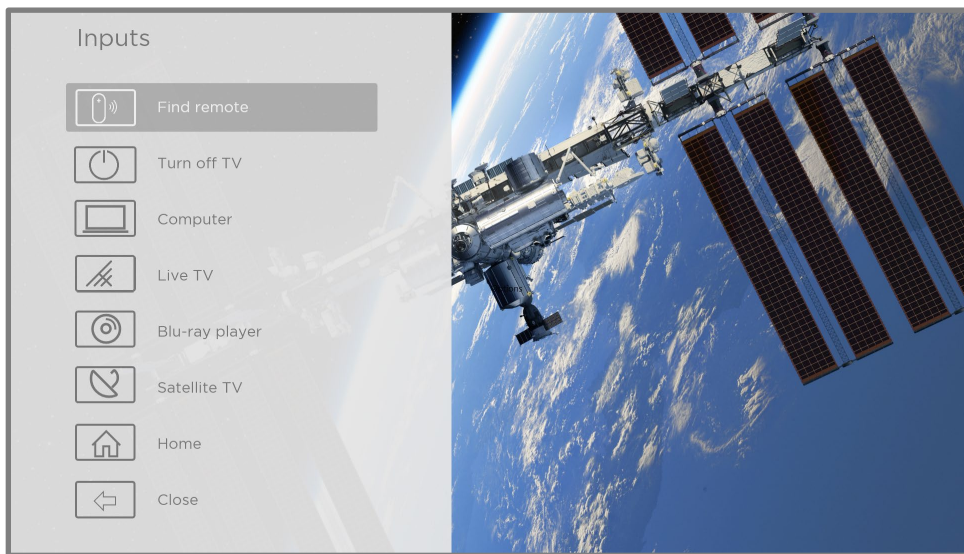 Inputs
Find remote
Turn off TV
Computer
Live TV
Blu-ray player
Satellite TV
Home
Close